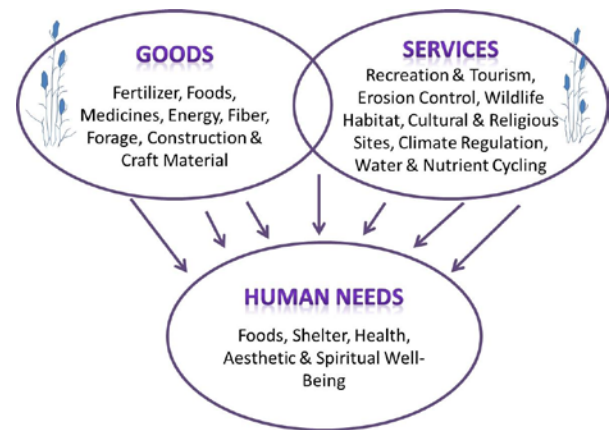 GOODS
Fertilizer, Foods,
Medicines, Energy, Fiber,
Forage, Construction &
Craft Material
SERVICES
Recreation & Tourism,
Erosion Control, Wildlife
Habitat, Cultural & Religious
Sites, Climate Regulation,
Water & Nutrient Cycling
HUMAN NEEDS
Foods, Shelter, Health,
Aesthetic & Spiritual Well-
Being